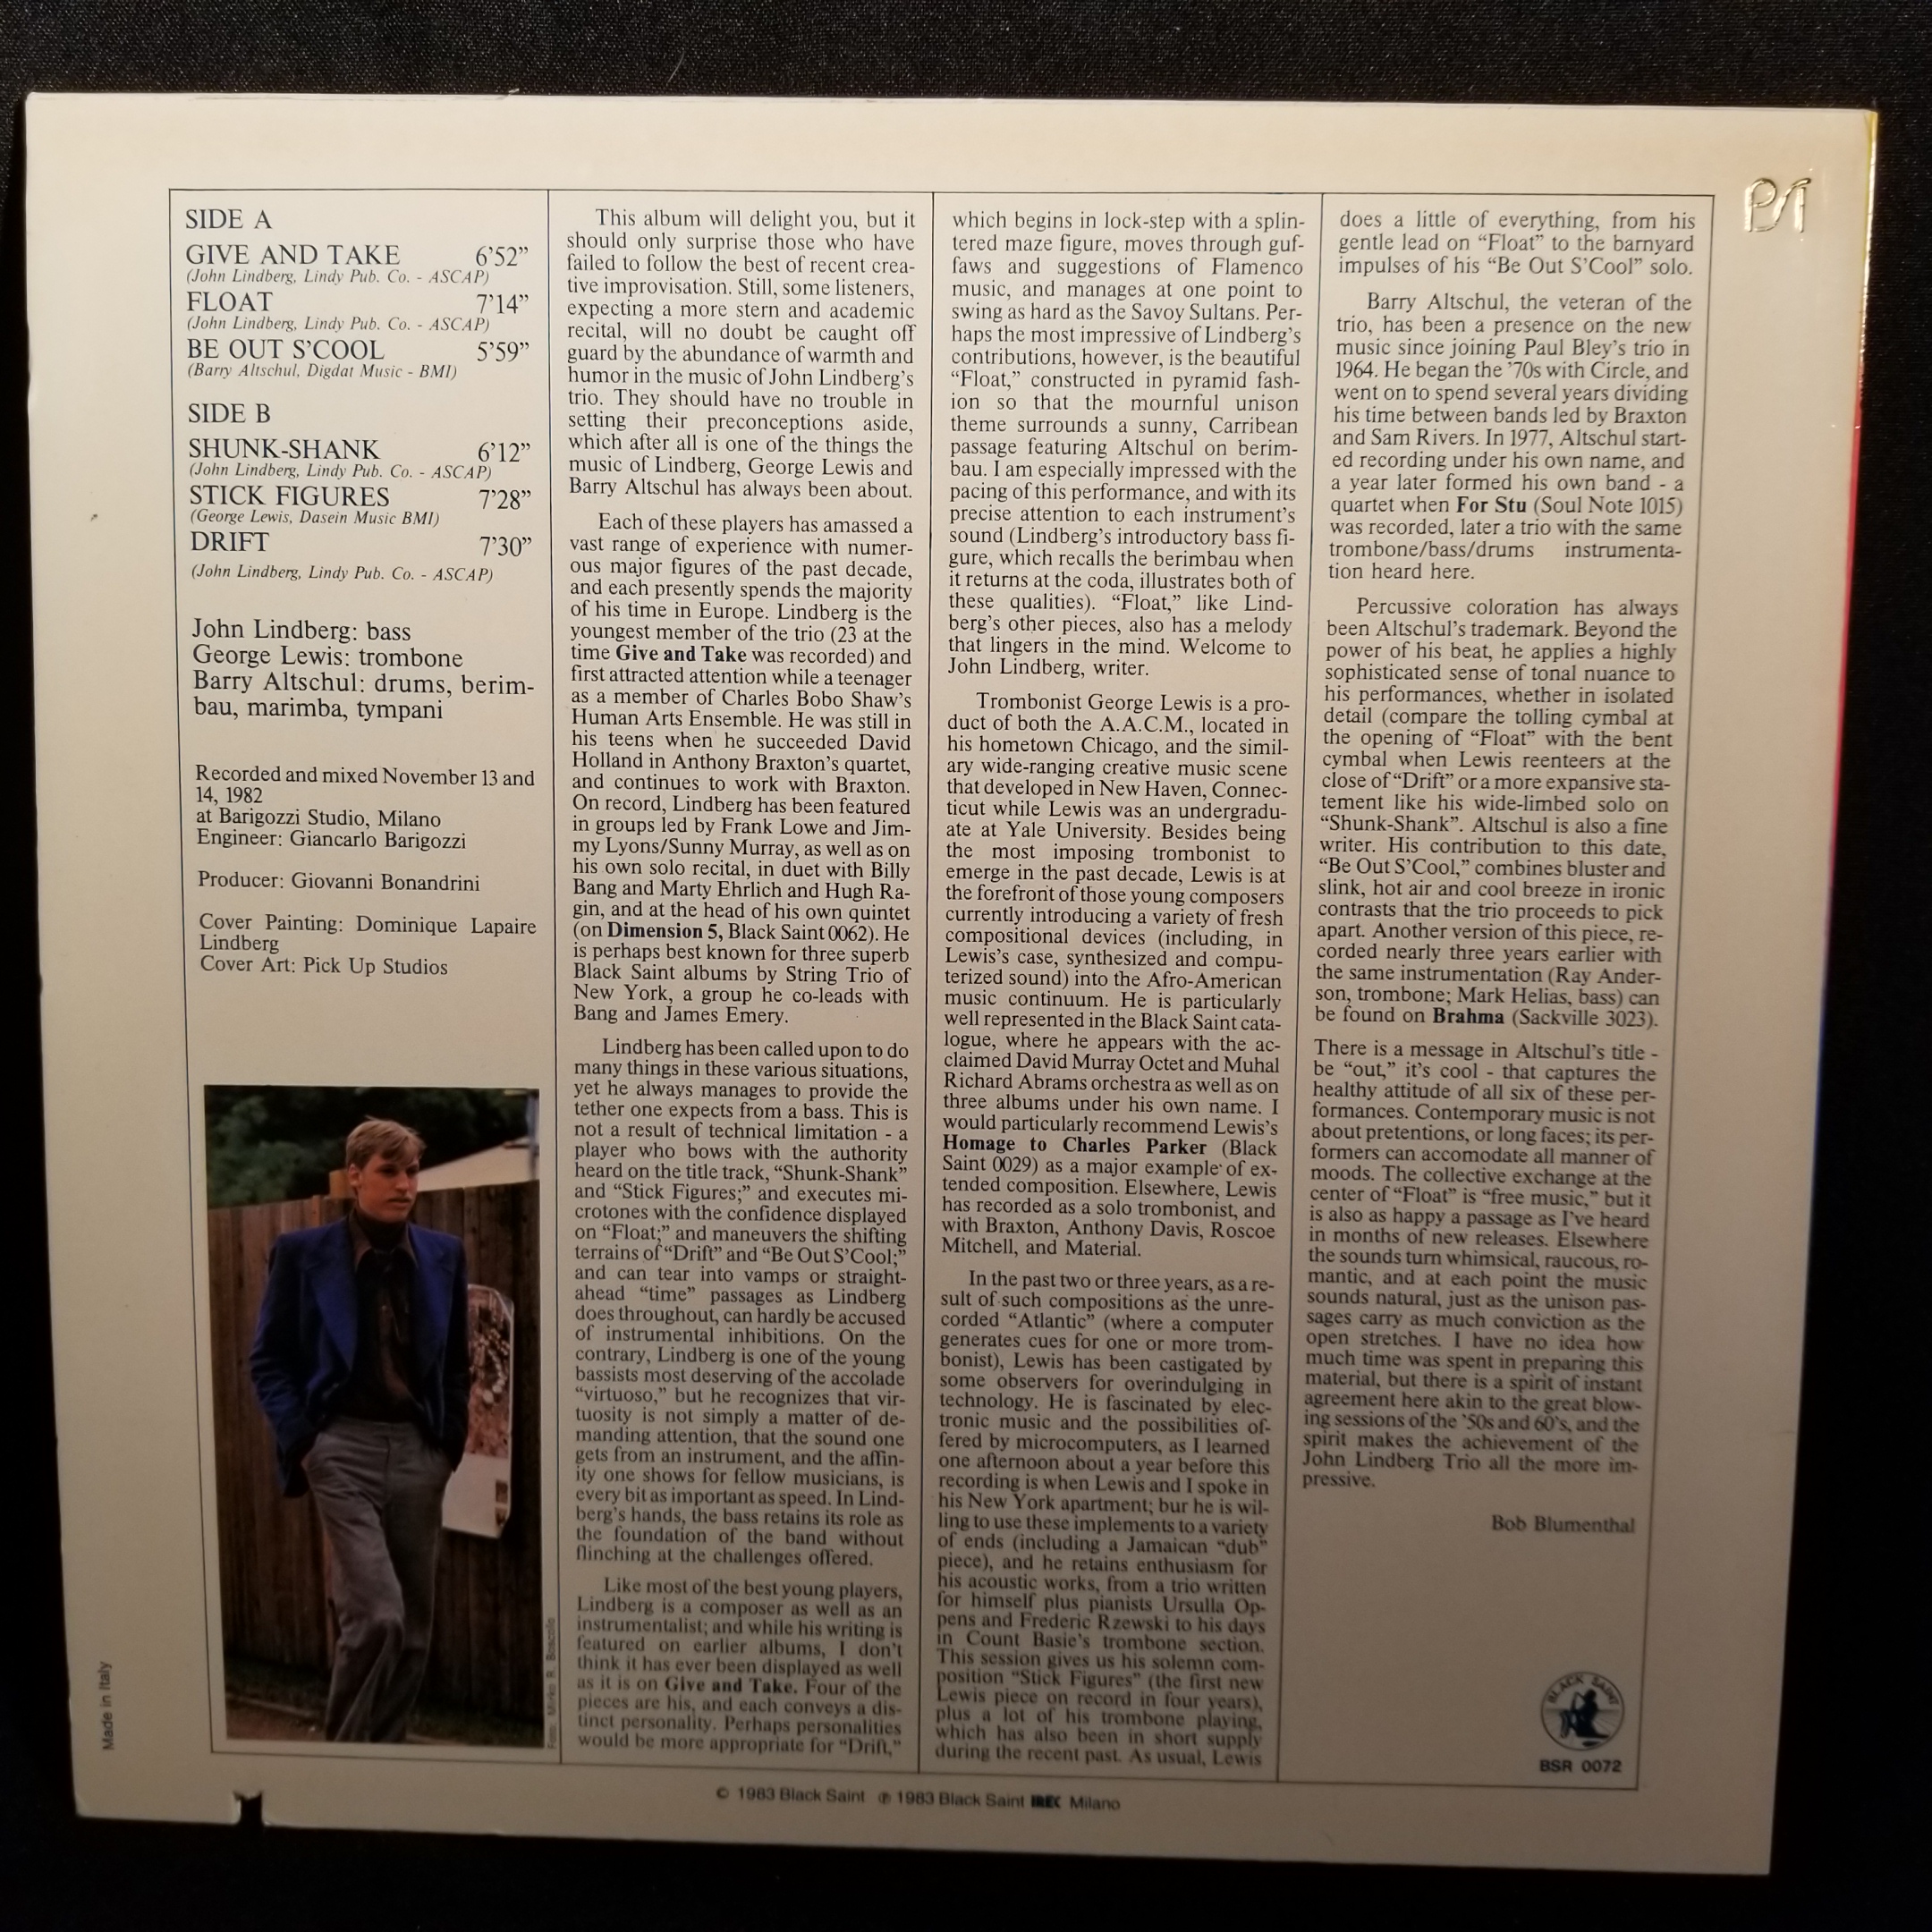 SIDE A
GIVE AND TAKE 6’52”
(John Lindberg, Lindy Pub. Co. - ASCAP)
FLOAT 7’14”
(John Lindberg, Lindy Pub. Co. - ASCAP)
BE OUT S’COOL 5’59”
(Barry Altschul, Digdat Music - BMI)
SIDE B
SHUNK-SHANK 6’12”
(John Lindberg, Lindy Pub. Co. - ASCAP)
STICK FIGURES 7’28”
(George Lewis, Dasein Music BMI)
DRIFT 7’30”
(John Lindberg, Lindy Pub. Co. - ASCAP)
John Lindberg: bass
George Lewis: trombone
Barry Altschul: drums, berim-
bau, marimba, tympani
Recorded and mixed November 13 and
14, 1982
at Barigozzi Studio, Milano
Engineer: Giancarlo Barigozzi
Producer: Giovanni Bonandrini
Cover Painting: Dominique Lapaire
Lindberg
Cover Art: Pick Up Studios
Foto: Mirko R. Boscolo
This album will delight you, but it
should only surprise those who have
failed to follow the best of recent crea-
tive improvisation. Still, some listeners,
expecting a more stern and academic
recital, will no doubt be caught off
guard by the abundance of warmth and
humor in the music of John Lindberg’s
trio. They should have no trouble in
setting their preconceptions aside,
which after all is one of the things the
music of Lindberg, George Lewis and
Barry Altschul has always been about.
Each of these players has amassed a
vast range of experience with numer-
ous major figures of the past decade,
and each presently spends the majority
of his time in Europe. Lindberg is the
youngest member of the trio (23 at the
time Give and Take was recorded) and
first attracted attention while a teenager
as a member of Charles Bobo Shaw’s
Human Arts Ensemble. He was still in
his teens when he succeeded David
Holland in Anthony Braxton’s quartet,
and continues to work with Braxton.
On record, Lindberg has been featured
in groups led by Frank Lowe and Jim-
my Lyons/Sunny Murray, as well as on
his own solo recital, in duet with Billy
Bang and Marty Ehrlich and Hugh Ra-
gin, and at the head of his own quintet
(on Dimension 5, Black Saint 0062). He
is perhaps best known for three superb
Black Saint albums by String Trio of
New York, a group he co-leads with
Bang and James Emery.
Lindberg has been called upon to do
many things in these various situations,
yet he always manages to provide the
tether one expects from a bass. This is
not a result of technical limitation - a
player who bows with the authority
heard on the title track, “Shunk-Shank”
and “Stick Figures;” and executes mi-
crotones with the confidence displayed
on “Float;” and maneuvers the shifting
terrains of “Drift” and “Be Out S’Cool;”
and can tear into vamps or straight-
ahead “time” passages as Lindberg
does throughout, can hardly be accused
of instrumental inhibitions. On the
contrary, Lindberg is one of the young
bassists most deserving of the accolade
“virtuoso,” but he recognizes that vir-
tuosity is not simply a matter of de-
manding attention, that the sound one
gets from an instrument, and the affin-
ity one shows for fellow musicians, is
every bit as important as speed. In Lind-
berg’s hands, the bass retains its role as
the foundation of the band without
flinching at the challenges offered.
Like most of the best young players,
Lindberg is a composer as well as an
instrumentalist; and while his writing is
featured on earlier albums, I don’t
think it has ever been displayed as well
as it is on Give and Take. Four of the
pieces are his, and each conveys a dis-
tinct personality. Perhaps personalities
would be more appropriate for “Drift,”
which begins in lock-step with a splin-
tered maze figure, moves through guf-
faws and suggestions of Flamenco
music, and manages at one point to
swing as hard as the Savoy Sultans. Per-
haps the most impressive of Lindberg’s
contributions, however, is the beautiful
“Float,” constructed in pyramid fash-
ion so that the mournful unison
theme surrounds a sunny, Carribean
passage featuring Altschul on berim-
bau. I am especially impressed with the
pacing of this performance, and with its
precise attention to each instrument’s
sound (Lindberg’s introductory bass fi-
gure, which recalls the berimbau when
it returns at the coda, illustrates both of
these qualities). “Float,” like Lind-
berg’s other pieces, also has a melody
that lingers in the mind. Welcome to
John Lindberg, writer.
Trombonist George Lewis is a pro-
duct of both the A.A.C.M., located in
his hometown Chicago, and the simil-
ary wide-ranging creative music scene
that developed in New Haven, Connec-
ticut while Lewis was an undergradu-
ate at Yale University. Besides being
the most imposing trombonist to
emerge in the past decade, Lewis is at
the forefront of those young composers
currently introducing a variety of fresh
compositional devices (including, in
Lewis’s case, synthesized and compu-
terized sound) into the Afro-American
music continuum. He is particularly
well represented in the Black Saint cata-
logue, where he appears with the ac-
claimed David Murray Octet and Muhal
Richard Abrams orchestra as well as on
three albums under his own name. I
would particularly recommend Lewis’s
Homage to Charles Parker (Black
Saint 0029) as a major example of ex-
tended composition. Elsewhere, Lewis
has recorded as a solo trombonist, and
with Braxton, Anthony Davis, Roscoe
Mitchell, and Material.
In the past two or three years, as a re-
sult of such compositions as the unre-
corded “Atlantic” (where a computer
generates cues for one or more trom-
bonist), Lewis has been castigated by
some observers for overindulging in
technology. He is fascinated by elec-
tronic music and the possibilities of-
fered by microcomputers, as I learned
one afternoon about a year before this
recording is when Lewis and I spoke in
his New York apartment; bur he is wil-
ling to use these implements to a variety
of ends (including a Jamaican “dub”
piece), and he retains enthusiasm for
his acoustic works, from a trio written
for himself plus pianists Ursulla Op-
pens and Frederic Rzewski to his days
in Count Basie’s trombone section.
This session gives us his solemn com-
position “Stick Figures” (the first new
Lewis piece on record in four years),
plus a lot of his trombone playing,
which has also been in short supply
during the recent past. As usual, Lewis
does a little of everything, from his
gentle lead on “Float” to the barnyard
impulses of his “Be Out S’Cool” solo.
Barry Altschul, the veteran of the
trio, has been a presence on the new
music since joining Paul Bley’s trio in
1964. He began the ’70s with Circle, and
went on to spend several years dividing
his time between bands led by Braxton
and Sam Rivers. In 1977, Altschul start-
ed recording under his own name, and
a year later formed his own band - a
quartet when For Stu (Soul Note 1015)
was recorded, later a trio with the same
trombone/bass/drums instrumenta-
tion heard here.
Percussive coloration has always
been Altschul’s trademark. Beyond the
power of his beat, he applies a highly
sophisticated sense of tonal nuance to
his performances, whether in isolated
detail (compare the tolling cymbal at
the opening of “Float” with the bent
cymbal when Lewis reenteers at the
close of “Drift” or a more expansive sta-
tement like his wide-limbed solo on
“Shunk-Shank”. Altschul is also a fine
writer. His contribution to this date,
“Be Out S’Cool,” combines bluster and
slink, hot air and cool breeze in ironic
contrasts that the trio proceeds to pick
apart. Another version of this piece, re-
corded nearly three years earlier with
the same instrumentation (Ray Ander-
son, trombone; Mark Helias, bass) can
be found on Brahma (Sackville 3023).
There is a message in Altschul’s title -
be “out,” it’s cool - that captures the
healthy attitude of all six of these per-
formances. Contemporary music is not
about pretentions, or long faces; its per-
formers can accomodate all manner of
moods. The collective exchange at the
center of “Float” is “free music,” but it
is also as happy a passage as I’ve heard
in months of new releases. Elsewhere
the sounds turn whimsical, raucous, ro-
mantic, and at each point the music
sounds natural, just as the unison pas-
sages carry as much conviction as the
open stretches. I have no idea how
much time was spent in preparing this
material, but there is a spirit of instant
agreement here akin to the great blow-
ing sessions of the ’50s and 60’s, and the
spirit makes the achievement of the
John Lindberg Trio all the more im-
pressive.
Bob Blumenthal
BLACK SAINT
BSR 0072
Made in Italy
© 1983 Black Saint ℗ 1983 Black Saint IREC Milano